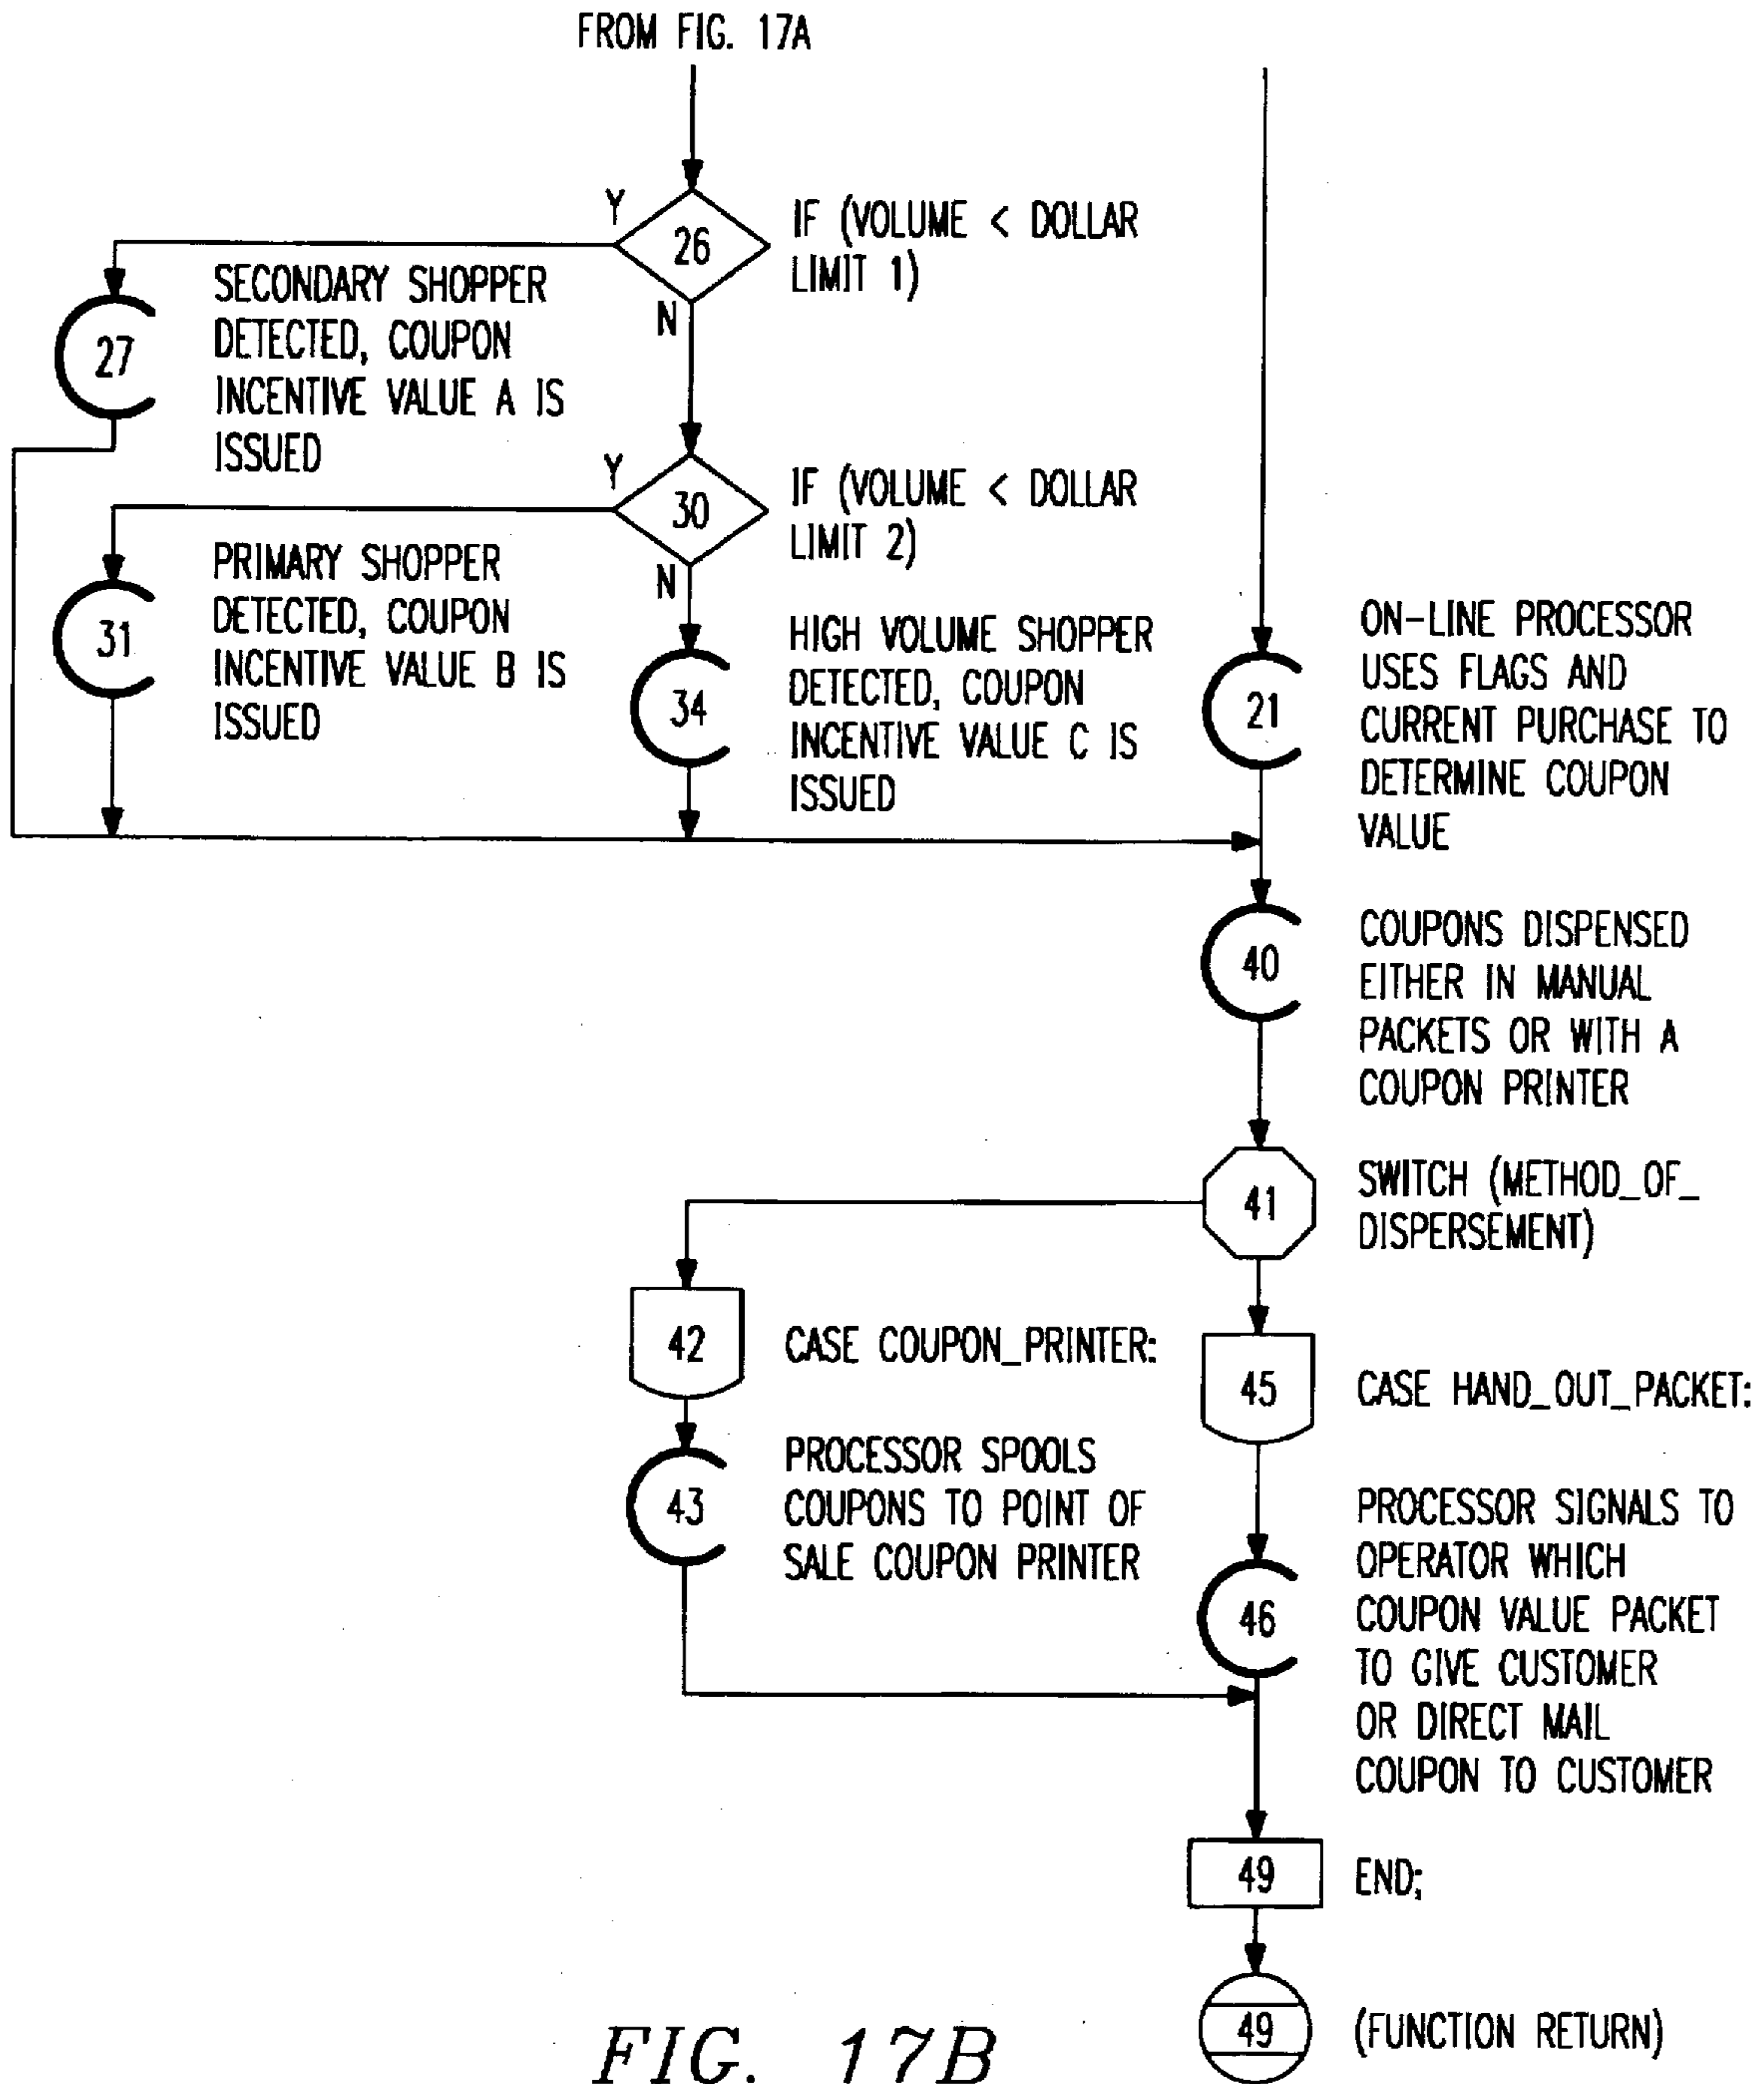 FROM FIG. 17A
Y
26
IF (VOLUME < DOLLAR
LIMIT 1)
N
27
SECONDARY SHOPPER
DETECTED, COUPON
INCENTIVE VALUE A IS
ISSUED
Y
30
IF (VOLUME < DOLLAR
LIMIT 2)
N
31
PRIMARY SHOPPER
DETECTED, COUPON
INCENTIVE VALUE B IS
ISSUED
34
HIGH VOLUME SHOPPER
DETECTED, COUPON
INCENTIVE VALUE C IS
ISSUED
21
ON-LINE PROCESSOR
USES FLAGS AND
CURRENT PURCHASE TO
DETERMINE COUPON
VALUE
40
COUPONS DISPENSED
EITHER IN MANUAL
PACKETS OR WITH A
COUPON PRINTER
41
SWITCH (METHOD_OF_
DISPERSEMENT)
42
CASE COUPON_PRINTER:
45
CASE HAND_OUT_PACKET:
43
PROCESSOR SPOOLS
COUPONS TO POINT OF
SALE COUPON PRINTER
46
PROCESSOR SIGNALS TO
OPERATOR WHICH
COUPON VALUE PACKET
TO GIVE CUSTOMER
OR DIRECT MAIL
COUPON TO CUSTOMER
49
END;
49
(FUNCTION RETURN)
FIG. 17B